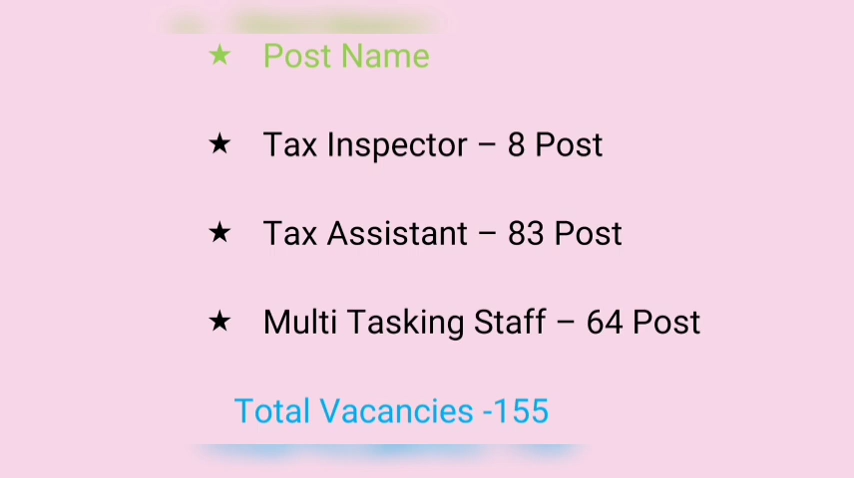 ★ Post Name
★ Tax Inspector – 8 Post
★ Tax Assistant – 83 Post
★ Multi Tasking Staff – 64 Post
Total Vacancies -155